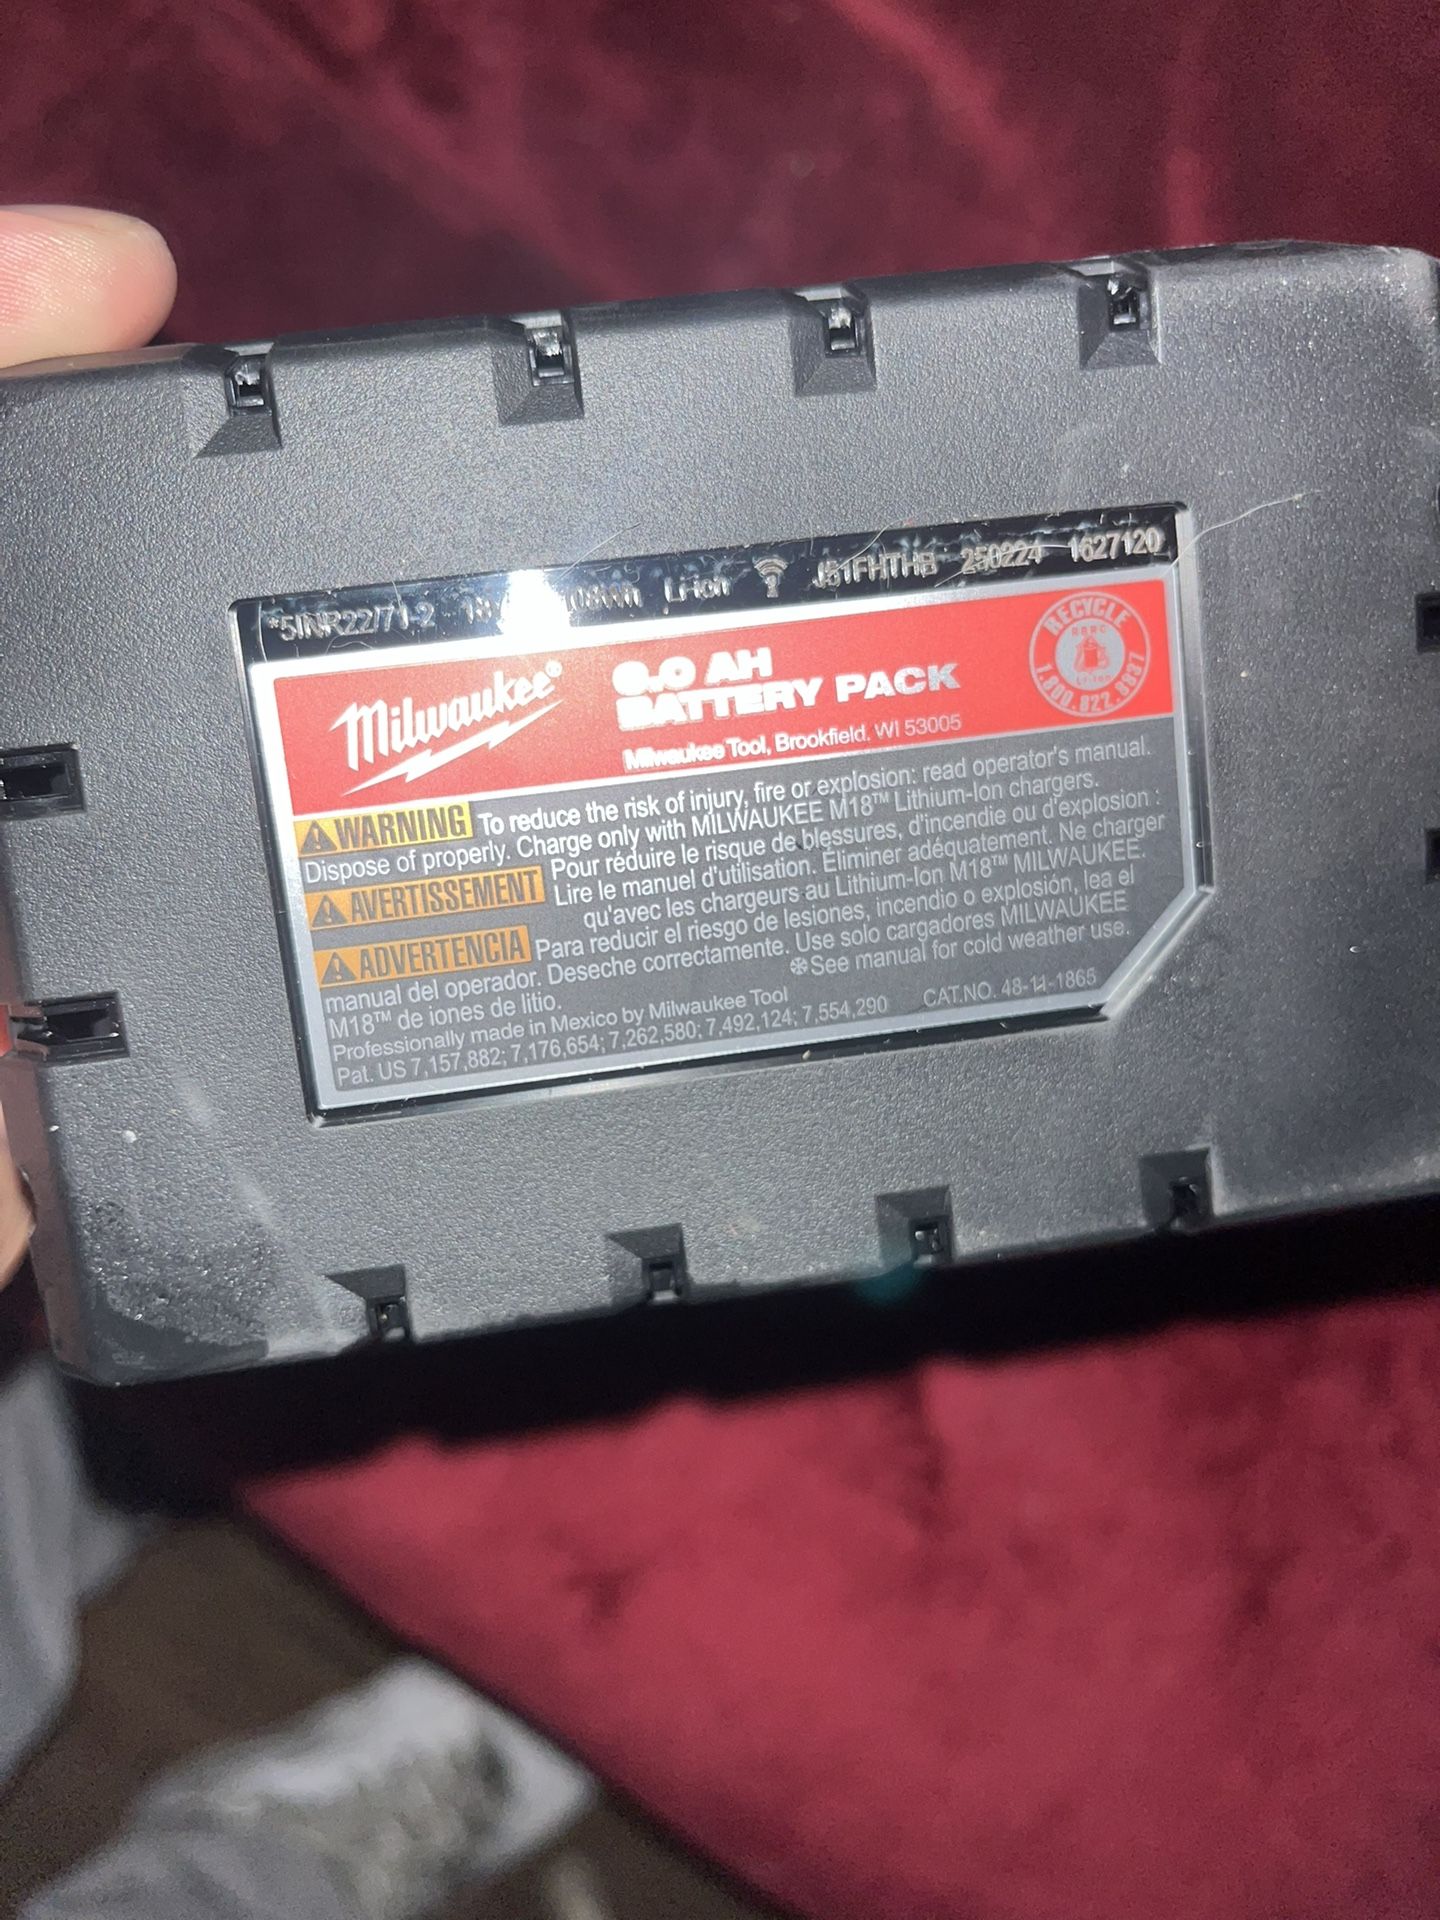 *5INR22/71-2 108Wh Li-ion J51FHTHB 250224 1627120
Milwaukee®
6.0 AH
BATTERY PACK
Milwaukee Tool, Brookfield, WI 53005
RECYCLE
RBRC
Li-Ion
1.800.822.8837
WARNING To reduce the risk of injury, fire or explosion: read operator's manual.
Dispose of properly. Charge only with MILWAUKEE M18™ Lithium-Ion chargers.
AVERTISSEMENT Pour réduire le risque de blessures, d'incendie ou d'explosion :
Lire le manuel d'utilisation. Éliminer adéquatement. Ne charger
qu'avec les chargeurs au Lithium-Ion M18™ MILWAUKEE.
ADVERTENCIA Para reducir el riesgo de lesiones, incendio o explosión, lea el
manual del operador. Deseche correctamente. Use solo cargadores MILWAUKEE
M18™ de iones de litio.
❄See manual for cold weather use.
Professionally made in Mexico by Milwaukee Tool
Pat. US 7,157,882; 7,176,654; 7,262,580; 7,492,124; 7,554,290 CAT.NO. 48-11-1865